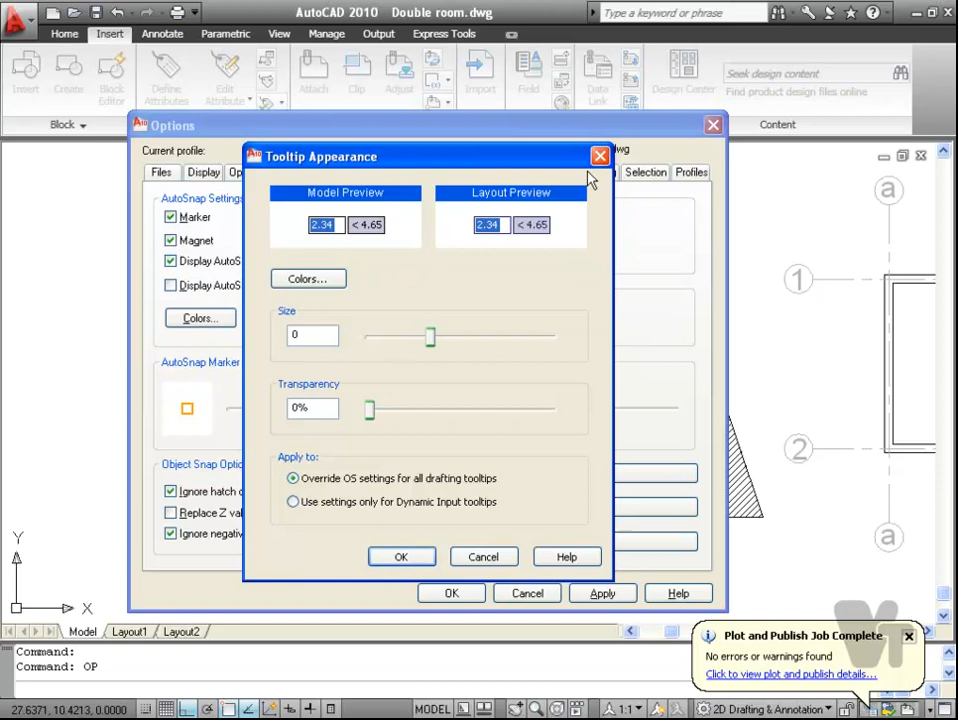 AutoCAD 2010 Double room.dwg
Type a keyword or phrase
Home Insert Annotate Parametric View Manage Output Express Tools
Insert Create Block Editor
Define Attributes
Edit Attribute
Attach Clip Adjust
Import
Field
Data Link
Design Center
Seek design content
Find product design files online
Block
Content
Options
Current profile:
wg
Files Display Op Selection Profiles
AutoSnap Settings
Marker
Magnet
Display AutoS
Display AutoS
Colors...
AutoSnap Marker
Object Snap Optio
Ignore hatch o
Replace Z valu
Ignore negativ
Tooltip Appearance
Model Preview Layout Preview
2.34 < 4.65 2.34 < 4.65
Colors...
Size
0
Transparency
0%
Apply to:
Override OS settings for all drafting tooltips
Use settings only for Dynamic Input tooltips
OK Cancel Help
OK Cancel Apply Help
a
1
2
a
Y
X
Model Layout1 Layout2
Command:
Command: OP
Plot and Publish Job Complete
No errors or warnings found
Click to view plot and publish details...
27.6371, 10.4213, 0.0000
MODEL
1:1
2D Drafting & Annotation